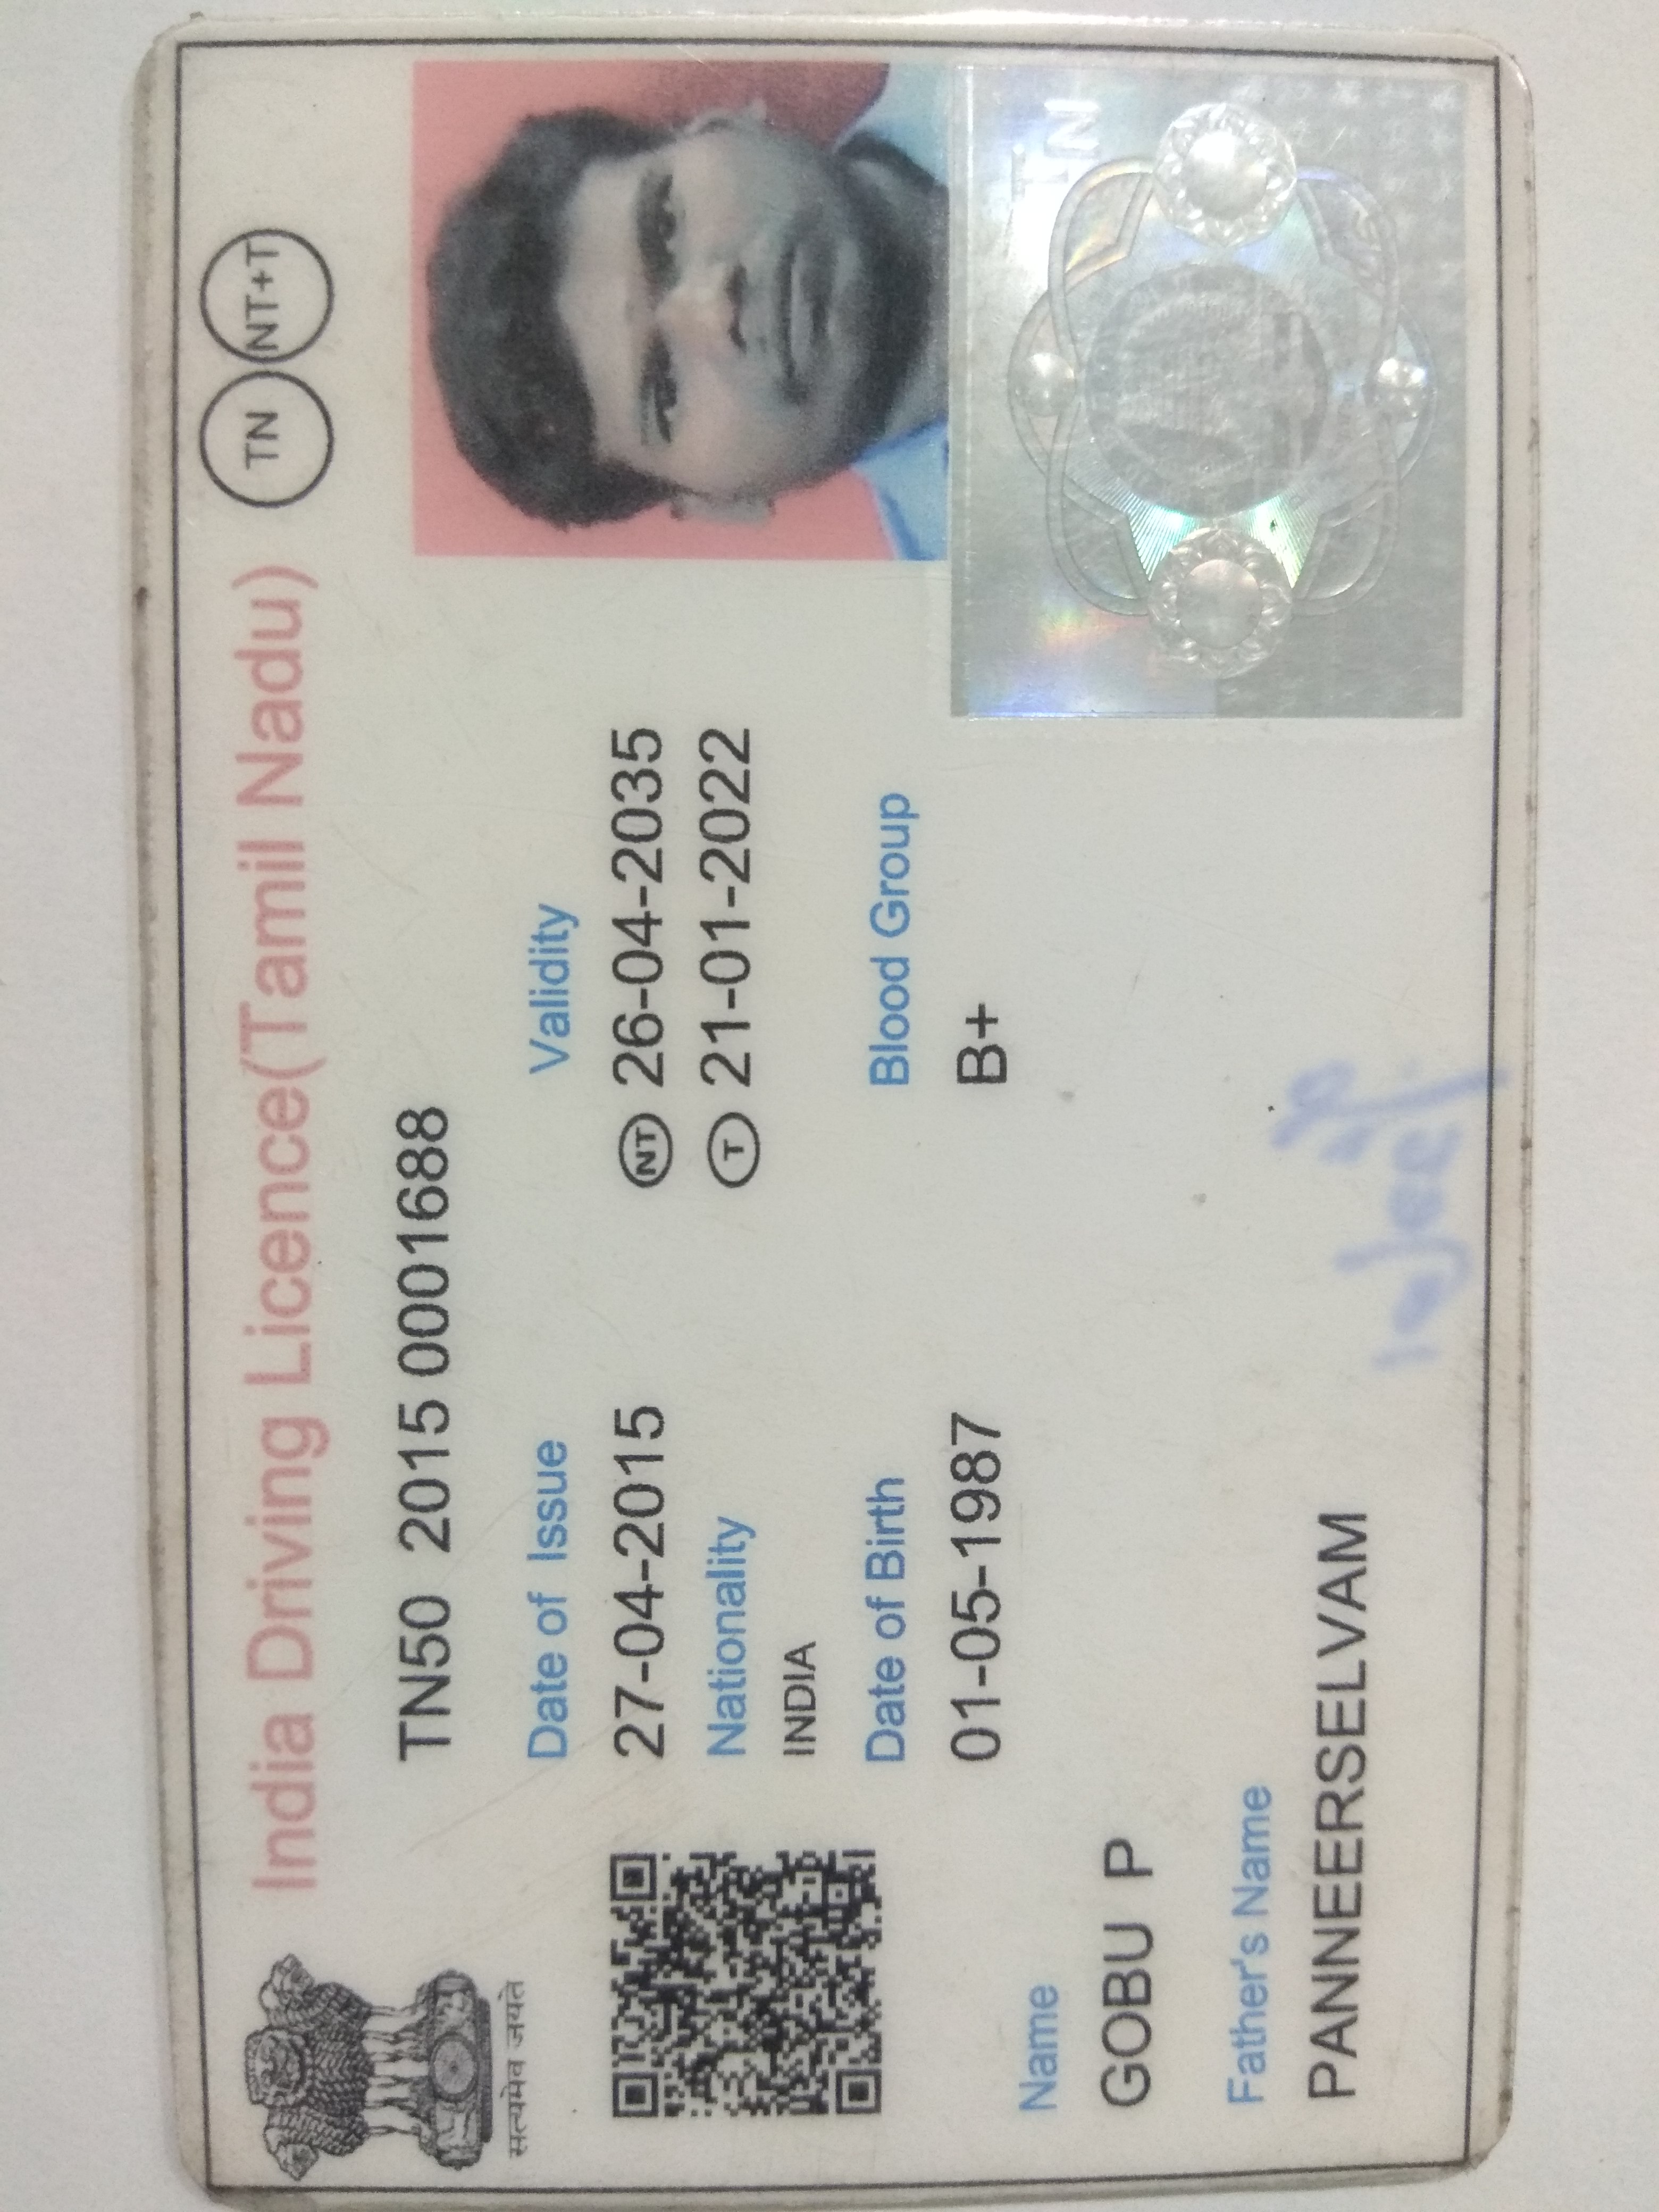 India Driving Licence(Tamil Nadu) TN NT+T
सत्यमेव जयते
TN50 2015 0001688
Date of Issue Validity
27-04-2015 NT 26-04-2035
Nationality T 21-01-2022
INDIA
Date of Birth Blood Group
01-05-1987 B+
Name
GOBU P
Father's Name
PANNEERSELVAM
TN